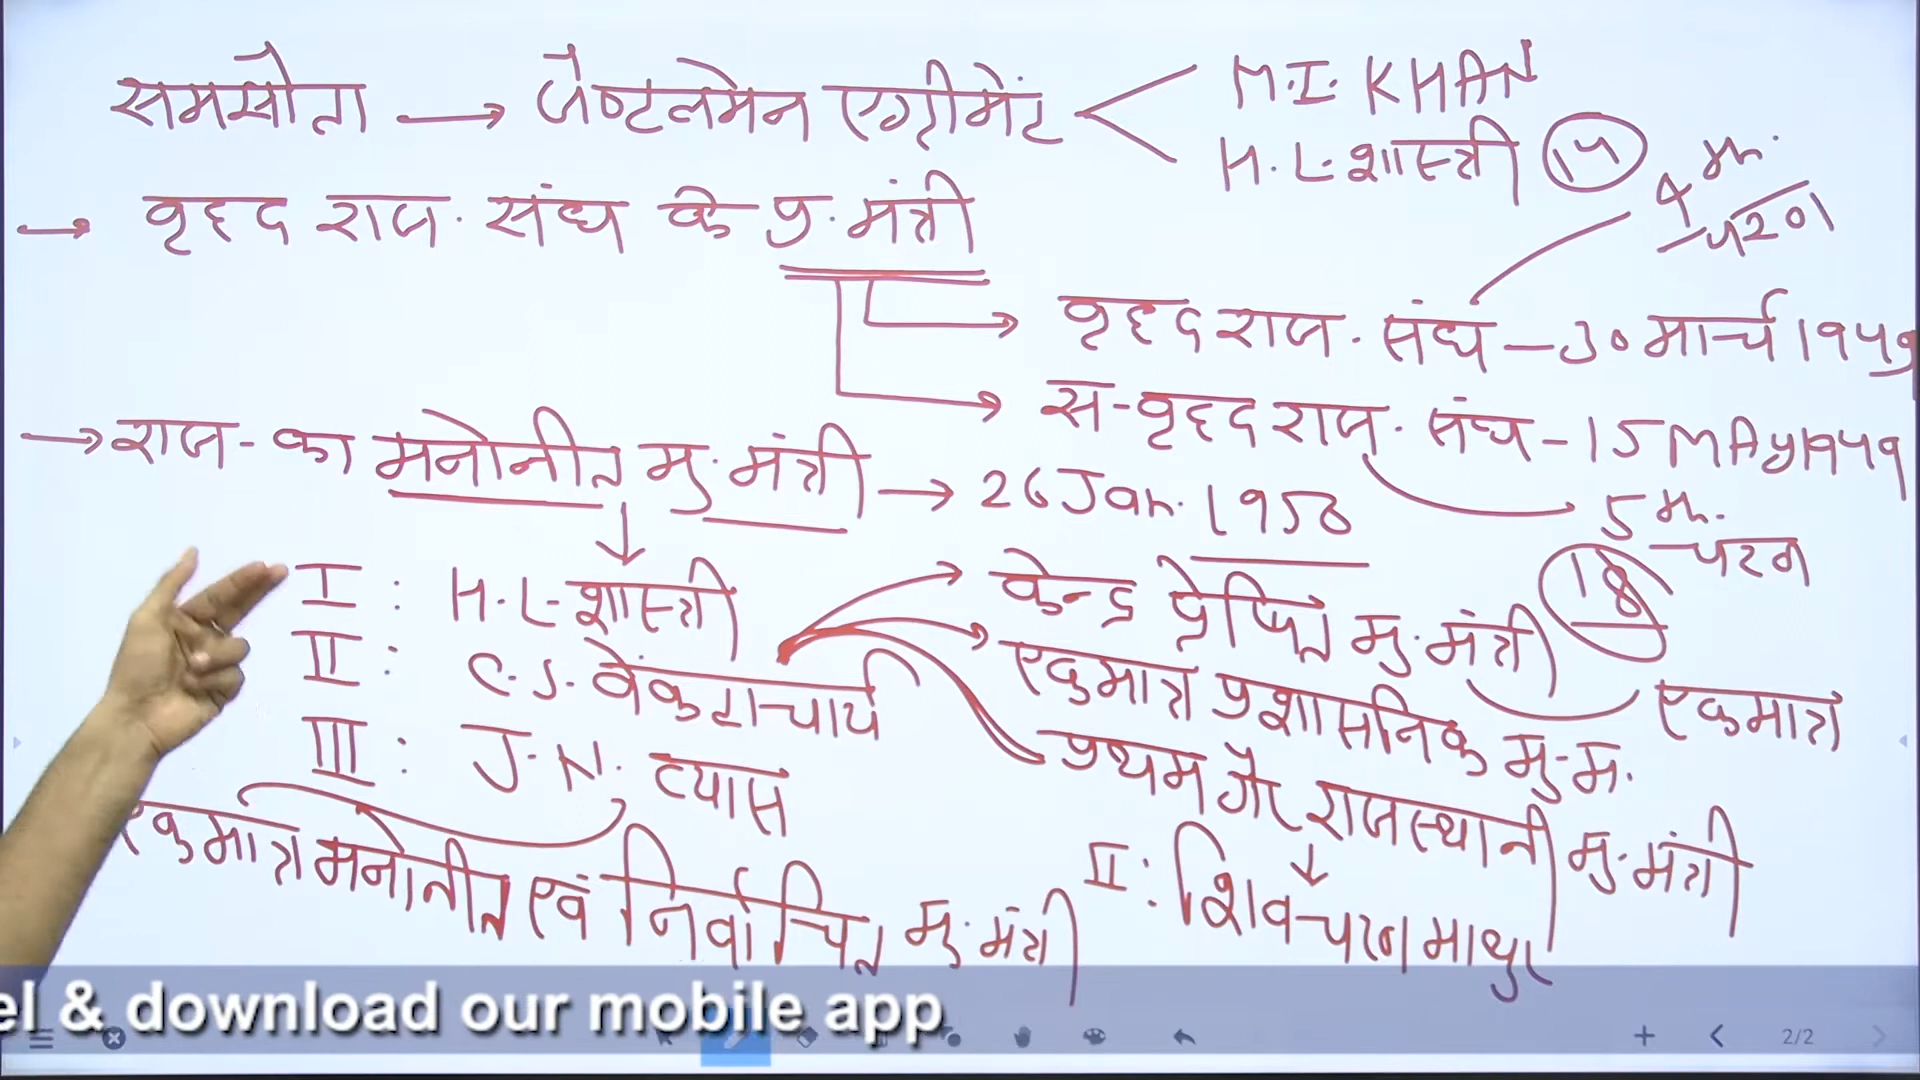 समझौता → जेण्टलमेन एग्रीमेंट < M.I. KHAN
H.L. शास्त्री 14
→ वृहद राज. संघ के प्र. मंत्री
4 th. चरण
→ वृहद राज. संघ – 30 मार्च 1949
→ स-वृहद राज. संघ – 15 MAy 1949
5 th. चरण
18
→ राज- का मनोनीत मु. मंत्री → 26 Jan. 1950
I : H.L. शास्त्री
II : C.S. वेंकटाचार्य
→ केन्द्र प्रेषित मु. मंत्री
→ एकमात्र प्रशासनिक मु.म.
एकमात्र
प्रथम गैर राजस्थानी मु. मंत्री
II : शिवचरण माथुर
III : J.N. व्यास
एकमात्र मनोनीत एवं निर्वाचित मु. मंत्री
el & download our mobile app
2/2